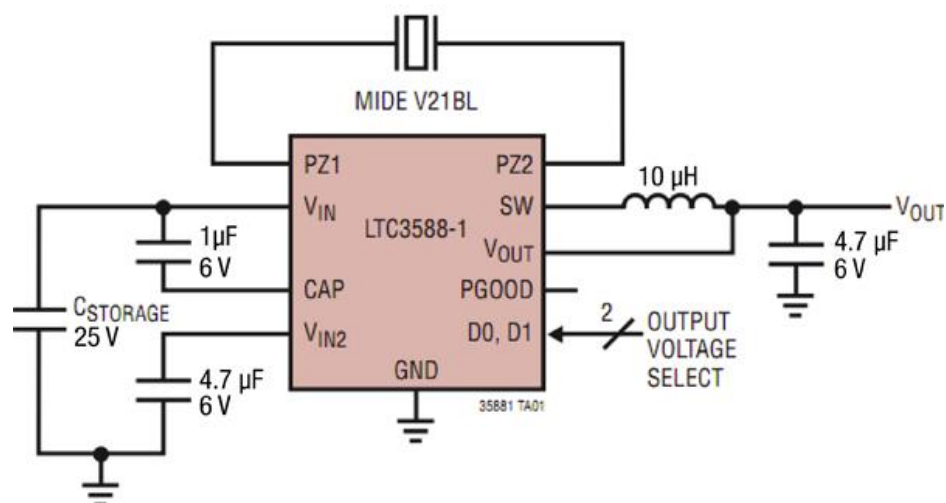 MIDE V21BL
PZ1
PZ2
10 µH
VIN
SW
VOUT
LTC3588-1
1µF
6 V
VOUT
4.7 µF
6 V
CAP
PGOOD
CSTORAGE
25 V
2
OUTPUT
VOLTAGE
SELECT
VIN2
D0, D1
4.7 µF
6 V
GND
35881 TA01